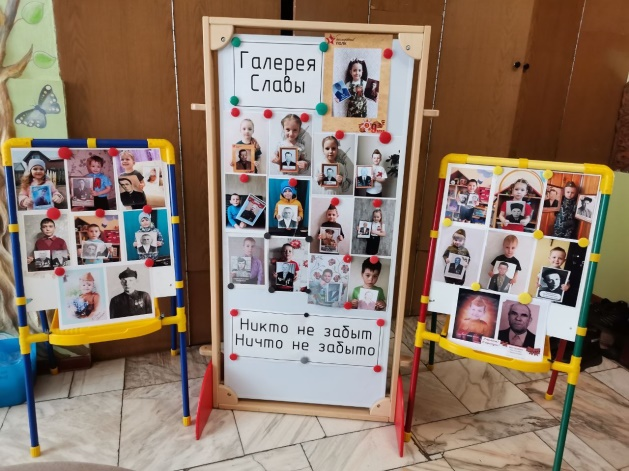 Галерея
Славы
Никто не забыт
Ничто не забыто